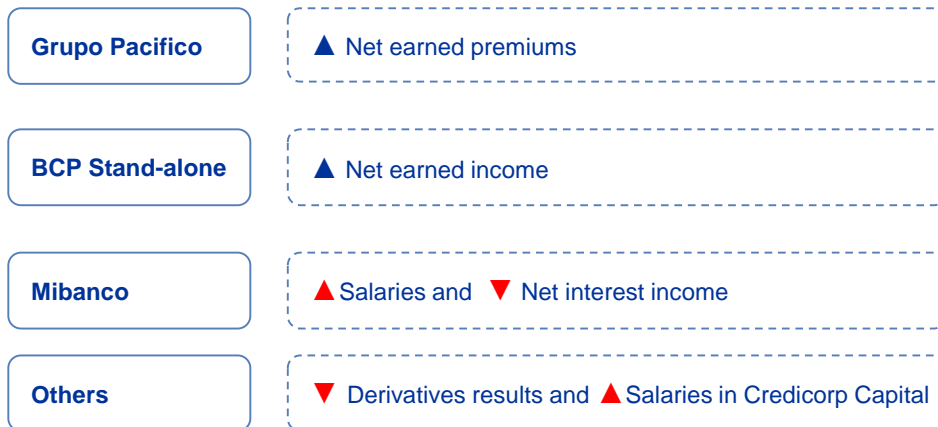 Grupo Pacifico
▲ Net earned premiums
BCP Stand-alone
▲ Net earned income
Mibanco
▲ Salaries and ▼ Net interest income
Others
▼ Derivatives results and ▲ Salaries in Credicorp Capital